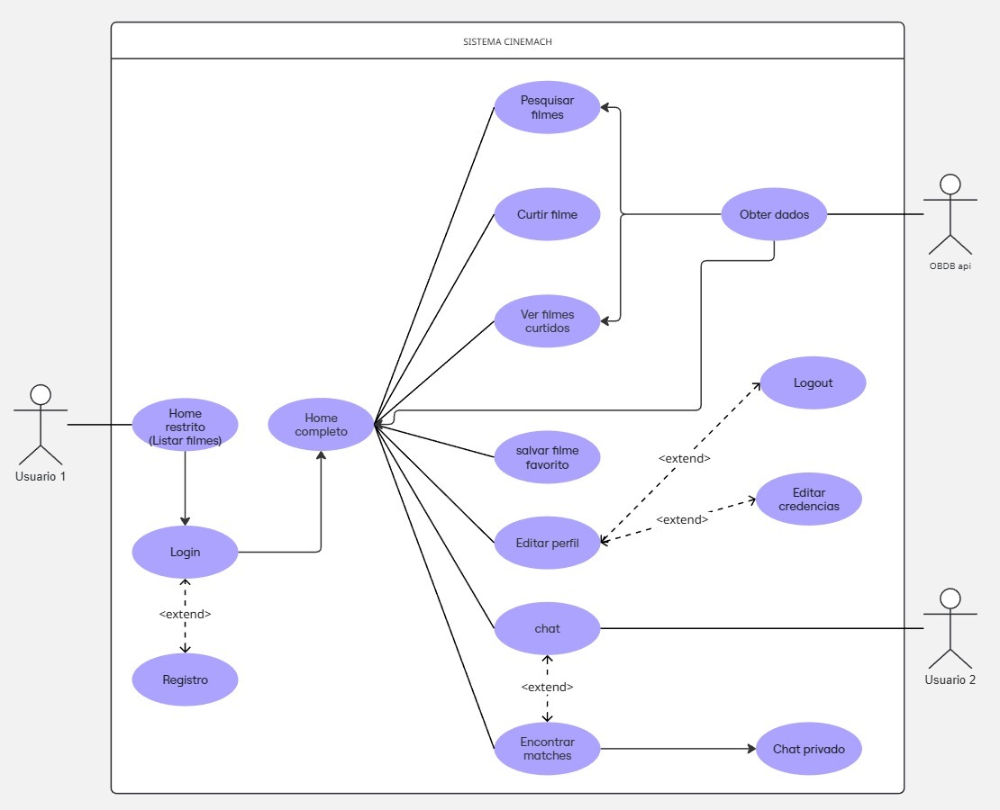 SISTEMA CINEMACH
Pesquisar
filmes
Curtir filme
Obter dados
OBDB api
Ver filmes
curtidos
Logout
Home
restrito
(Listar filmes)
Home
completo
Usuario 1
salvar filme
favorito
<extend>
Editar
credencias
<extend>
Editar perfil
Login
<extend>
chat
Usuario 2
Registro
<extend>
Encontrar
matches
Chat privado